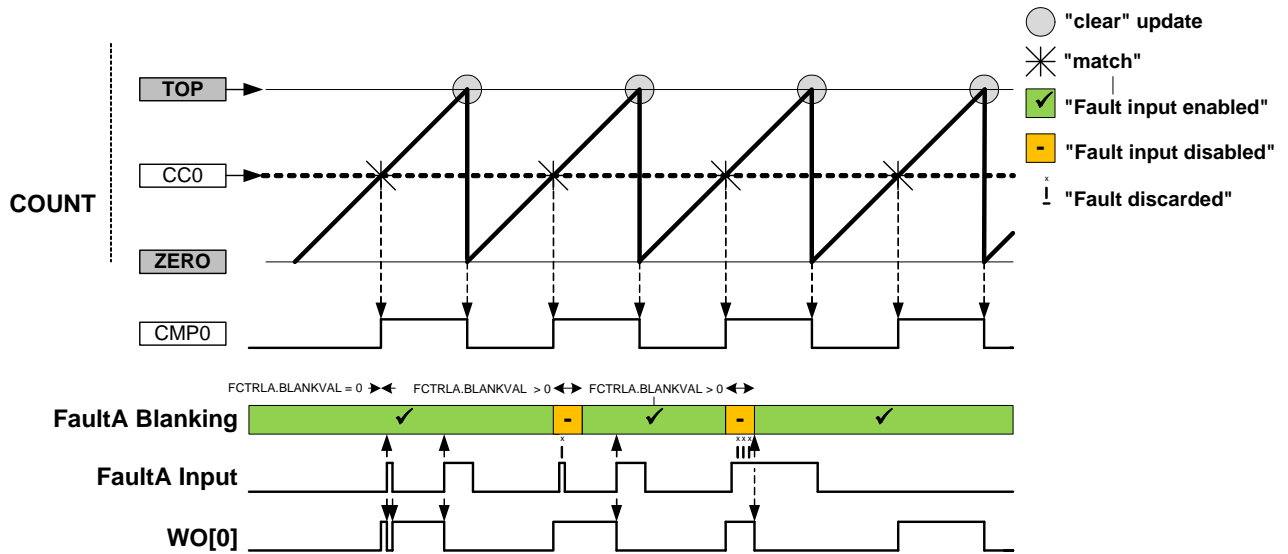 "clear" update
"match"
"Fault input enabled"
"Fault input disabled"
"Fault discarded"
COUNT
TOP
CC0
ZERO
CMP0
FCTRLA.BLANKVAL = 0
FCTRLA.BLANKVAL > 0
FCTRLA.BLANKVAL > 0
FaultA Blanking
✓ - ✓ - ✓
x
x x x
FaultA Input
WO[0]